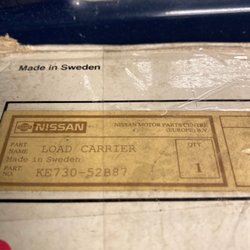 Made in Sweden
NISSAN
NISSAN MOTOR PARTS CENTRE
(EUROPE) B.V.
PART NAME LOAD CARRIER
QTY
Made in Sweden
1
PART NO. KE730-52B87